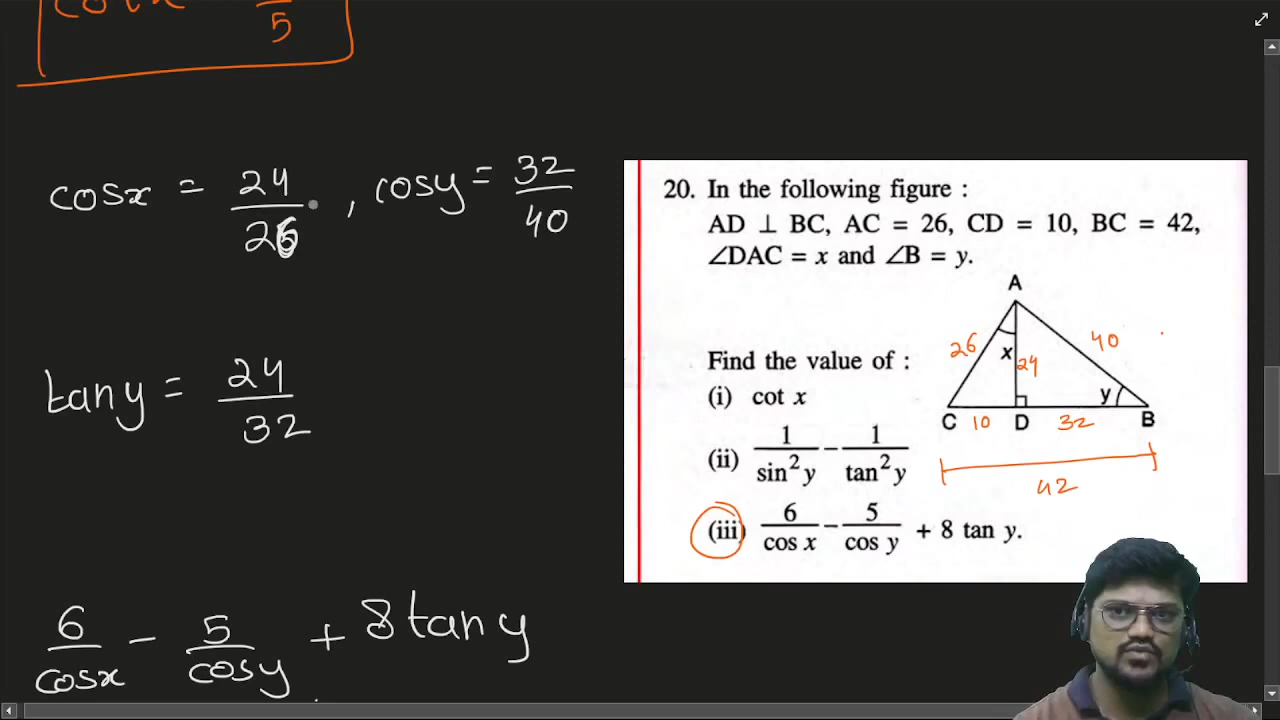 cotx
5
cosx = 24/26 , cosy = 32/40
tany = 24/32
6/cosx - 5/cosy + 8tany
20. In the following figure :
AD ⊥ BC, AC = 26, CD = 10, BC = 42,
∠DAC = x and ∠B = y.
A
26
x
24
40
y
C 10 D 32 B
42
Find the value of :
(i) cot x
(ii) 1/sin²y - 1/tan²y
(iii) 6/cos x - 5/cos y + 8 tan y.